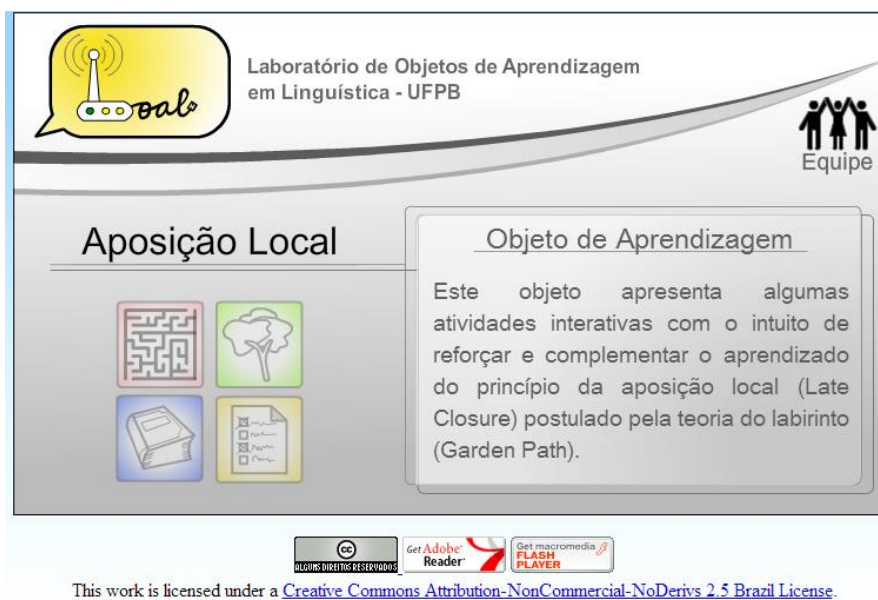 Loal
Laboratório de Objetos de Aprendizagem
em Linguística - UFPB
Equipe
Aposição Local
Objeto de Aprendizagem
Este objeto apresenta algumas
atividades interativas com o intuito de
reforçar e complementar o aprendizado
do princípio da aposição local (Late
Closure) postulado pela teoria do labirinto
(Garden Path).
cc
ALGUNS DIREITOS RESERVADOS
Get Adobe
Reader
Get macromedia
FLASH
PLAYER
This work is licensed under a Creative Commons Attribution-NonCommercial-NoDerivs 2.5 Brazil License.